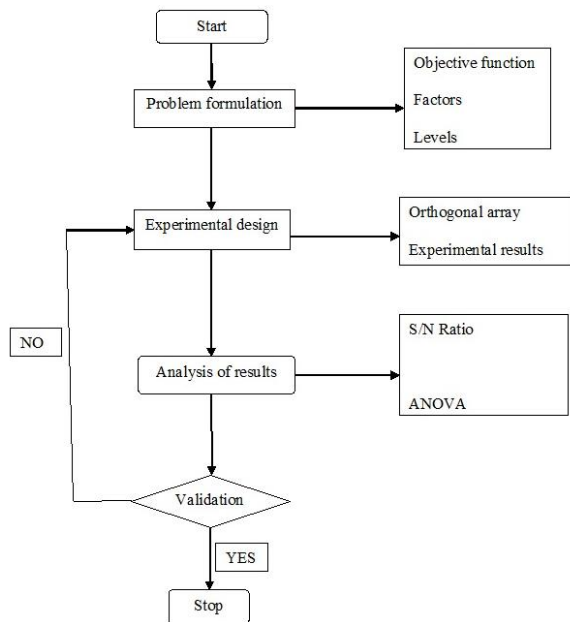 Start
Problem formulation
Objective function
Factors
Levels
Experimental design
Orthogonal array
Experimental results
NO
Analysis of results
S/N Ratio
ANOVA
Validation
YES
Stop